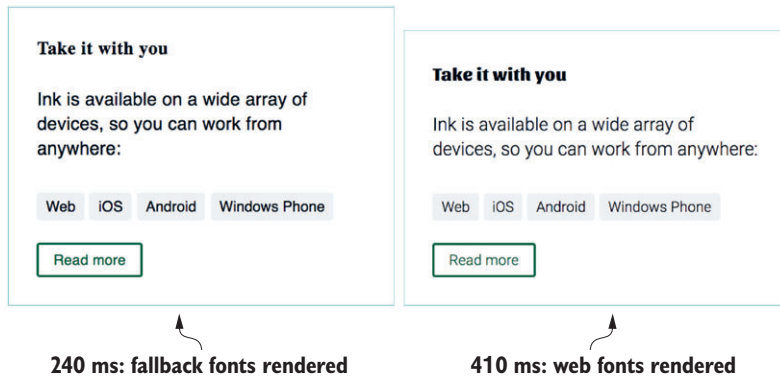 Take it with you
Ink is available on a wide array of
devices, so you can work from
anywhere:
Web iOS Android Windows Phone
Read more
240 ms: fallback fonts rendered
Take it with you
Ink is available on a wide array of
devices, so you can work from anywhere:
Web iOS Android Windows Phone
Read more
410 ms: web fonts rendered